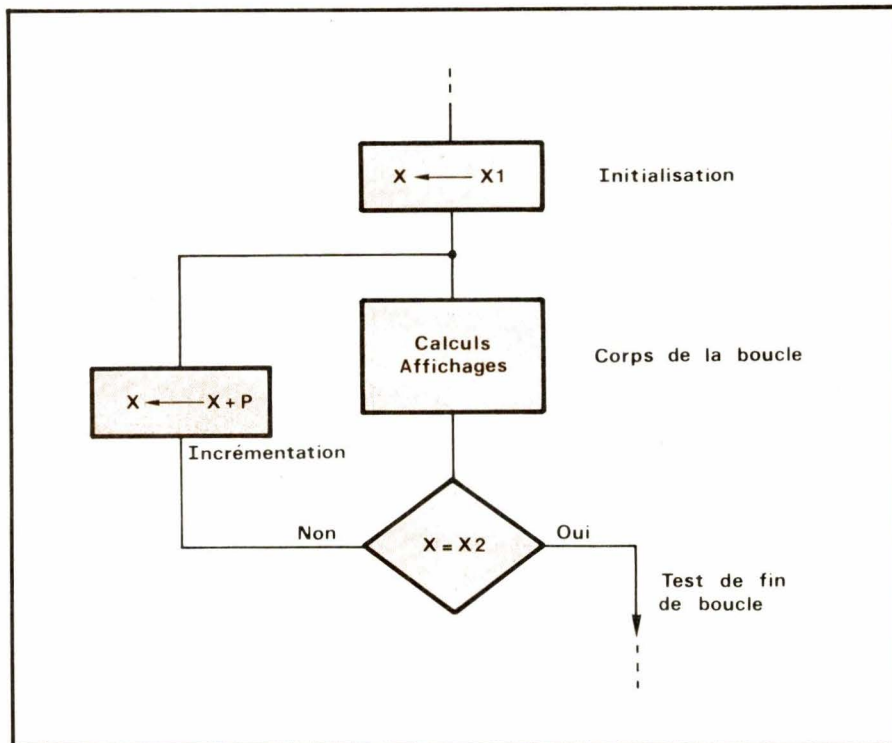 X ← X1
Initialisation
Calculs
Affichages
Corps de la boucle
X ← X + P
Incrémentation
Non
X = X2
Oui
Test de fin
de boucle